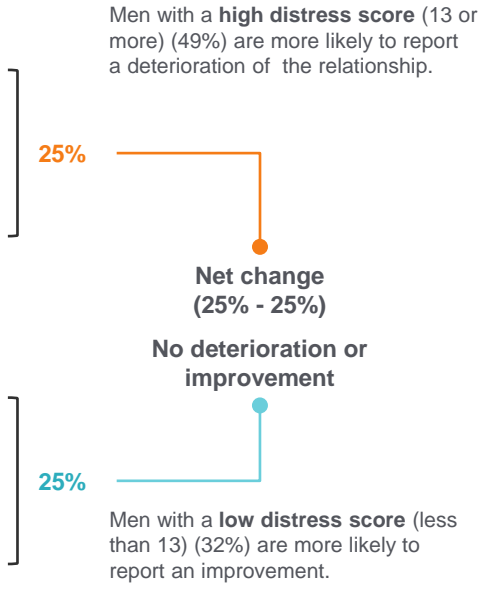 Men with a high distress score (13 or
more) (49%) are more likely to report
a deterioration of the relationship.
25%
Net change
(25% - 25%)
No deterioration or
improvement
25%
Men with a low distress score (less
than 13) (32%) are more likely to
report an improvement.